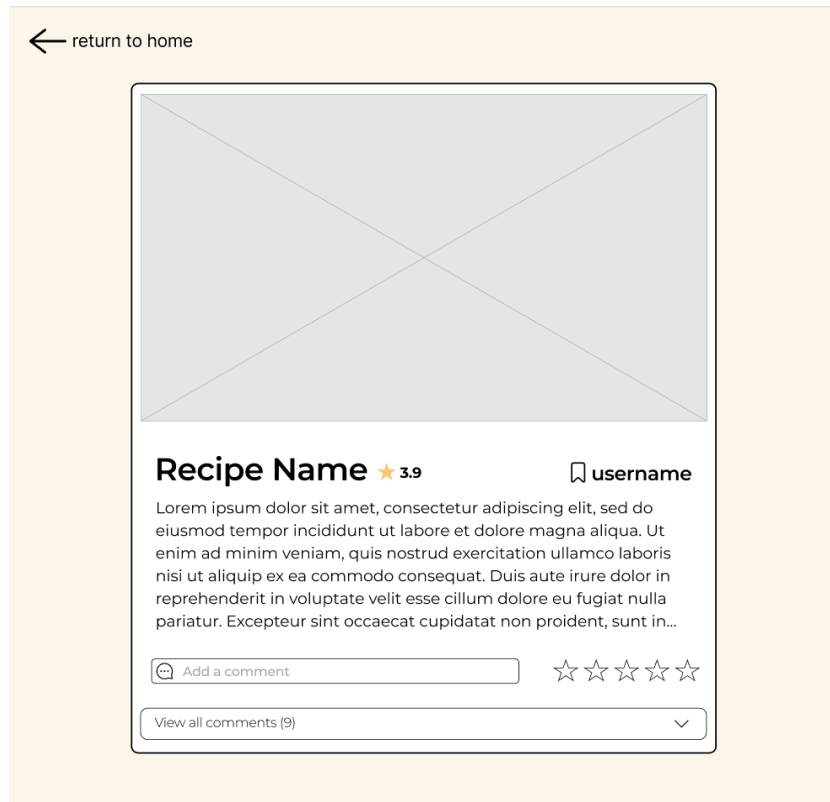 return to home
Recipe Name 3.9 username
Lorem ipsum dolor sit amet, consectetur adipiscing elit, sed do
eiusmod tempor incididunt ut labore et dolore magna aliqua. Ut
enim ad minim veniam, quis nostrud exercitation ullamco laboris
nisi ut aliquip ex ea commodo consequat. Duis aute irure dolor in
reprehenderit in voluptate velit esse cillum dolore eu fugiat nulla
pariatur. Excepteur sint occaecat cupidatat non proident, sunt in...
Add a comment
View all comments (9)